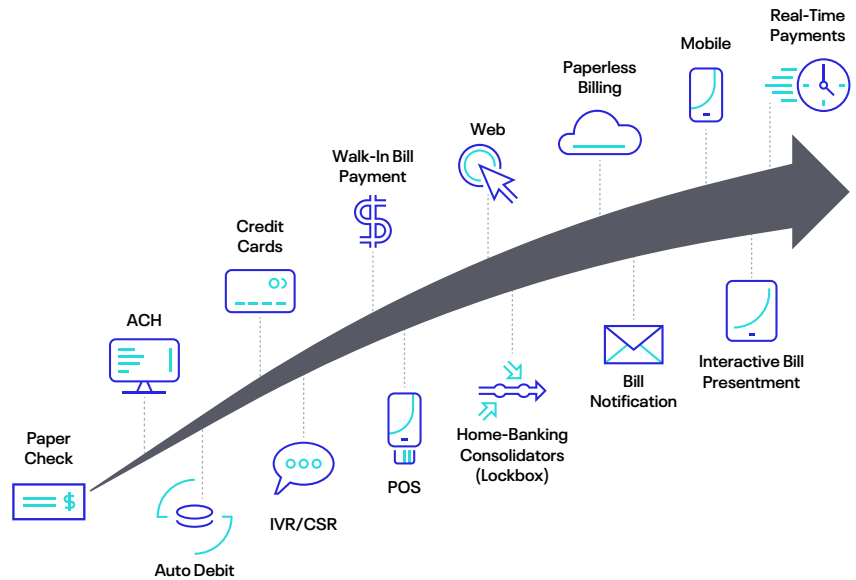 Real-Time
Payments
Mobile
Paperless
Billing
Web
Walk-In Bill
Payment
$
Credit
Cards
ACH
Paper
Check
$
Auto Debit
IVR/CSR
POS
Home-Banking
Consolidators
(Lockbox)
Bill
Notification
Interactive Bill
Presentment